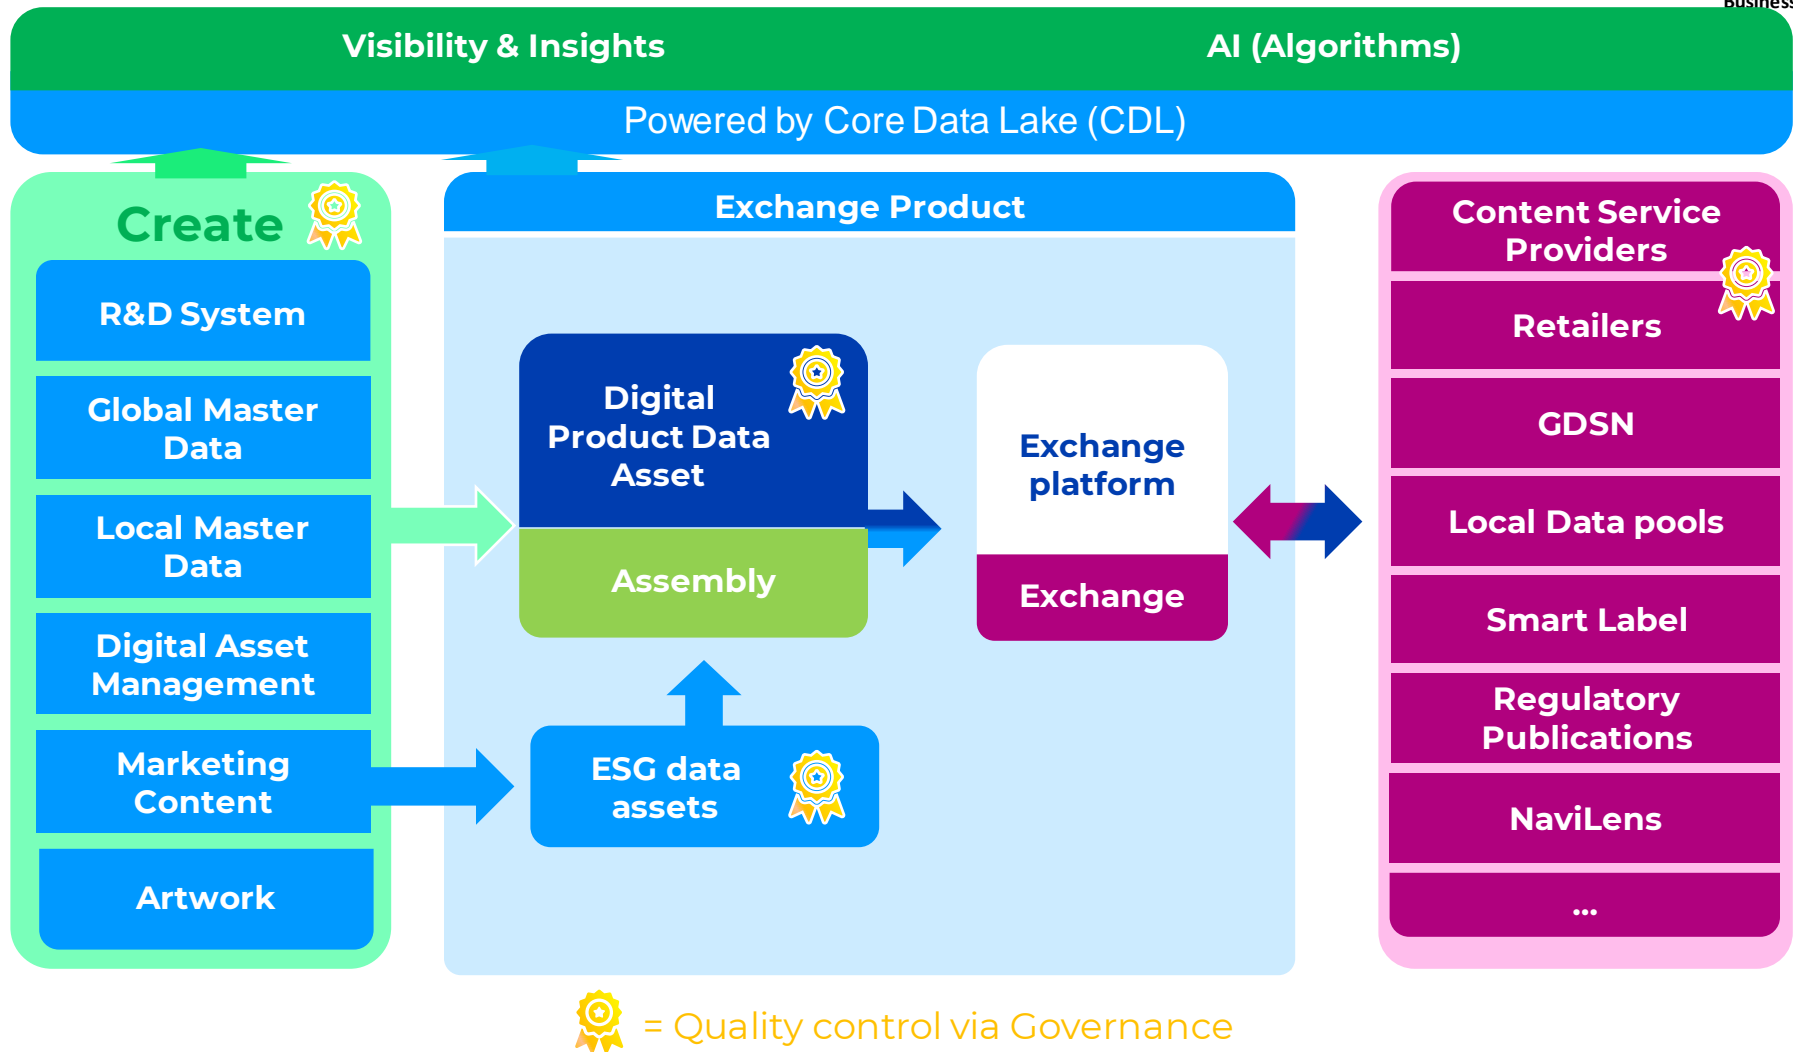 Business
Visibility & Insights
AI (Algorithms)
Powered by Core Data Lake (CDL)
Create
R&D System
Global Master
Data
Local Master
Data
Digital Asset
Management
Marketing
Content
Artwork
Exchange Product
Digital
Product Data
Asset
Assembly
ESG data
assets
Exchange
platform
Exchange
Content Service
Providers
Retailers
GDSN
Local Data pools
Smart Label
Regulatory
Publications
NaviLens
...
= Quality control via Governance